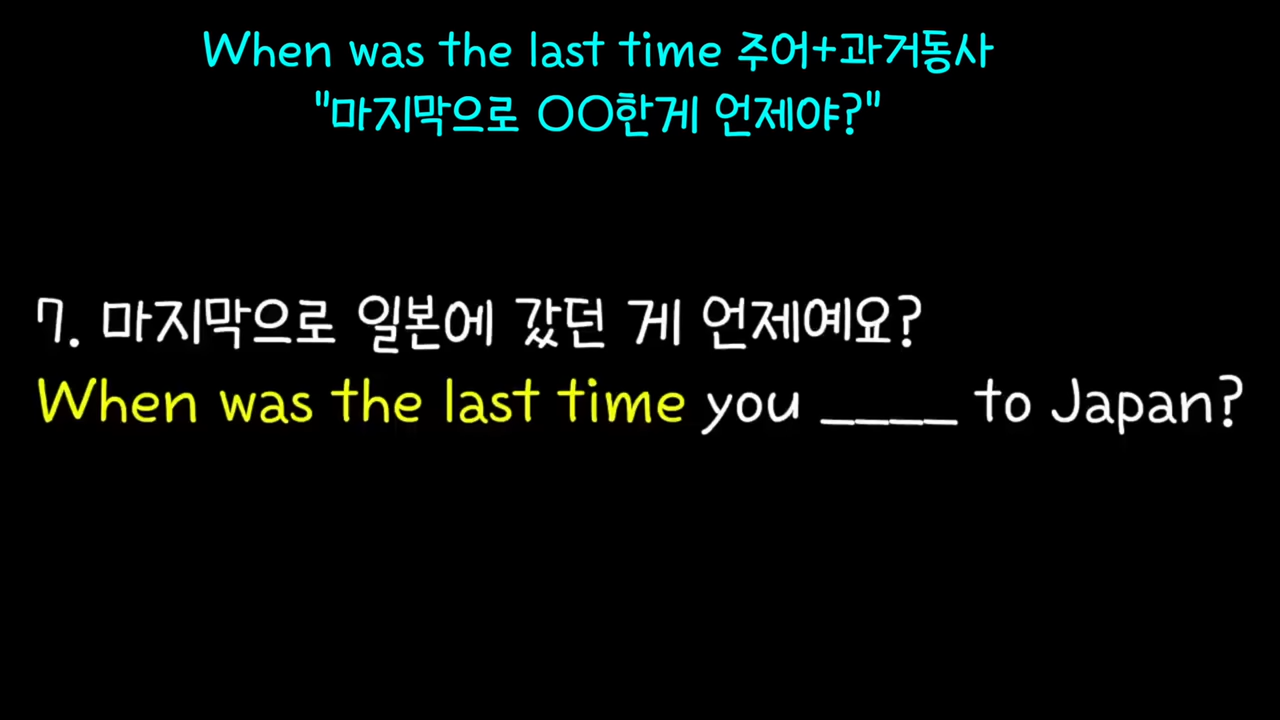 When was the last time 주어+과거동사
"마지막으로 OO한게 언제야?"
7. 마지막으로 일본에 갔던 게 언제예요?
When was the last time you ____ to Japan?